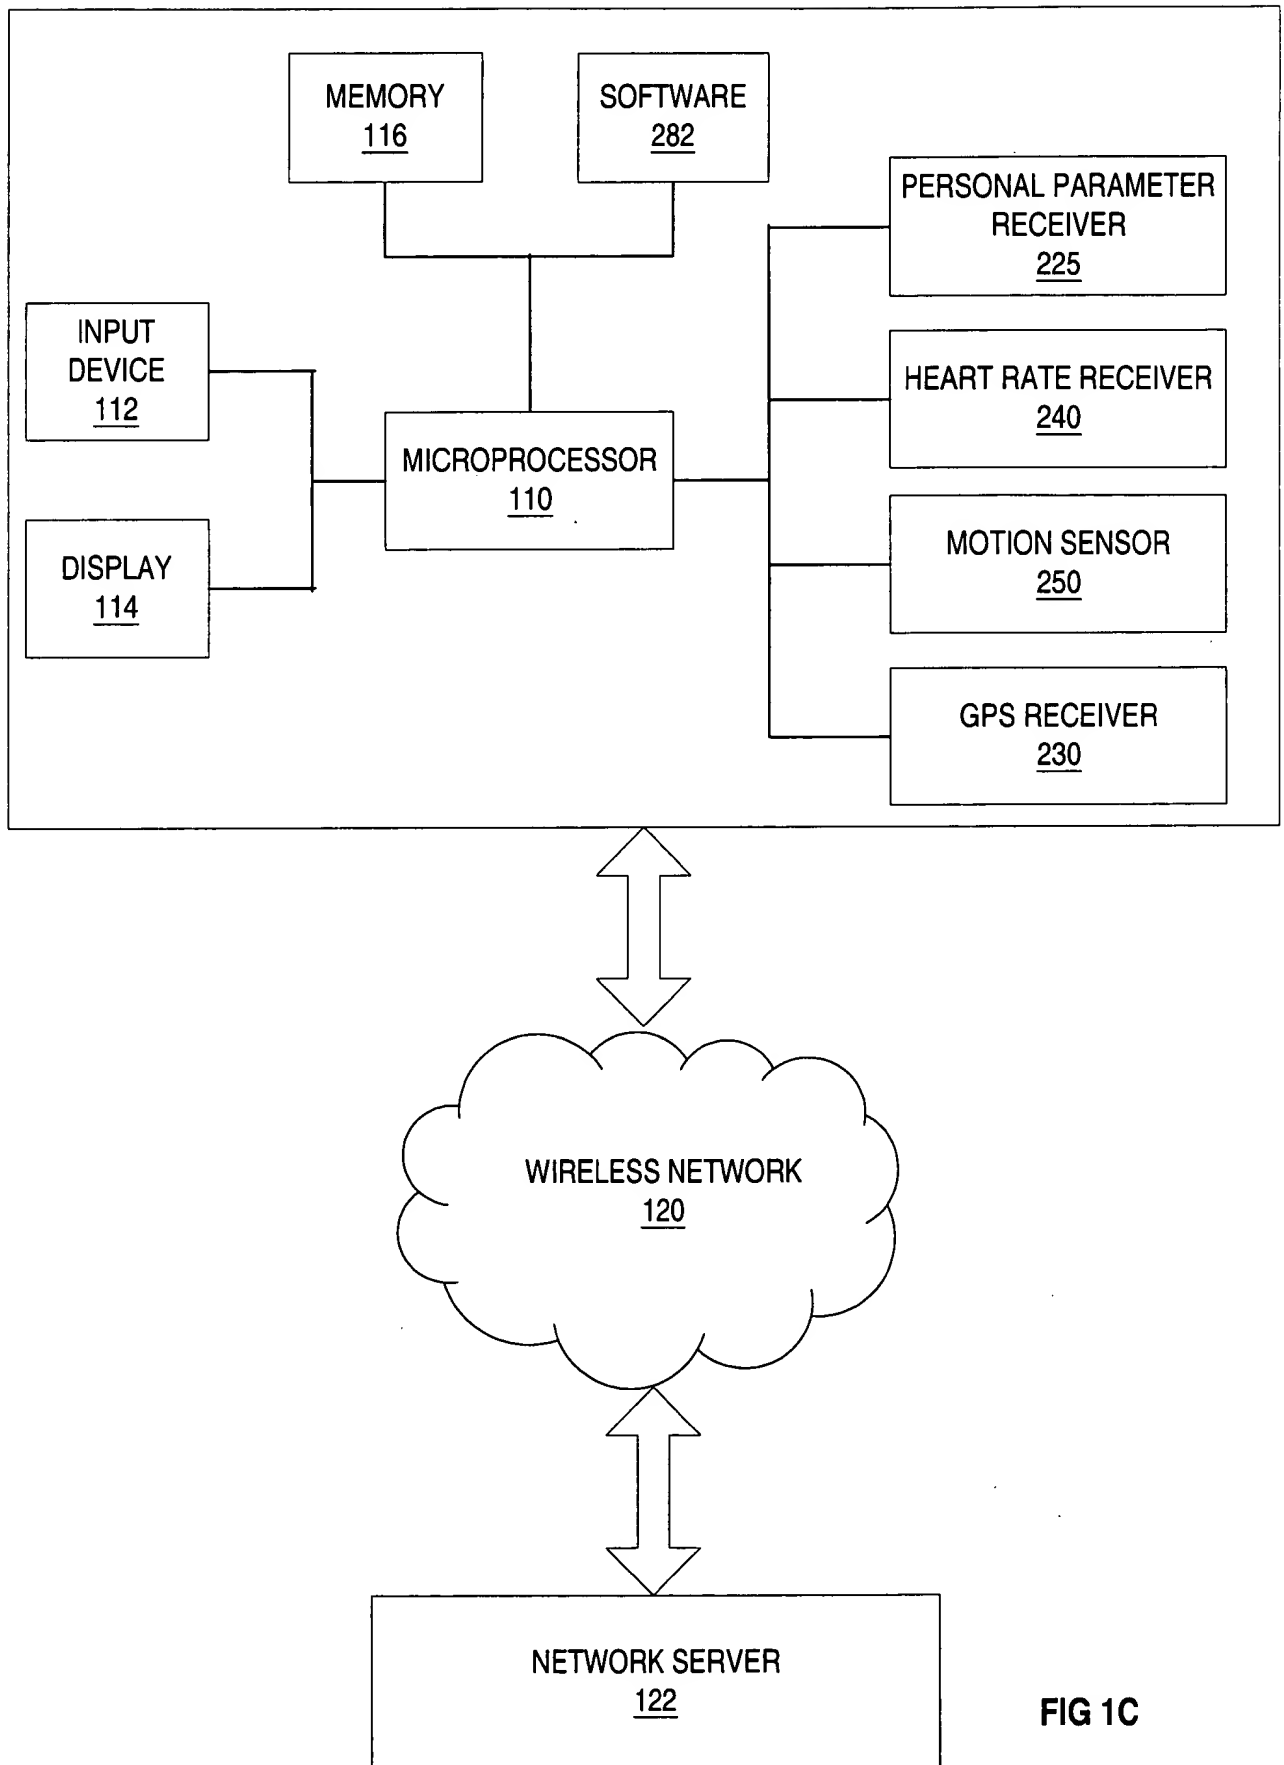 MEMORY
116
SOFTWARE
282
PERSONAL PARAMETER
RECEIVER
225
INPUT
DEVICE
112
HEART RATE RECEIVER
240
MICROPROCESSOR
110
MOTION SENSOR
250
DISPLAY
114
GPS RECEIVER
230
WIRELESS NETWORK
120
NETWORK SERVER
122
FIG 1C